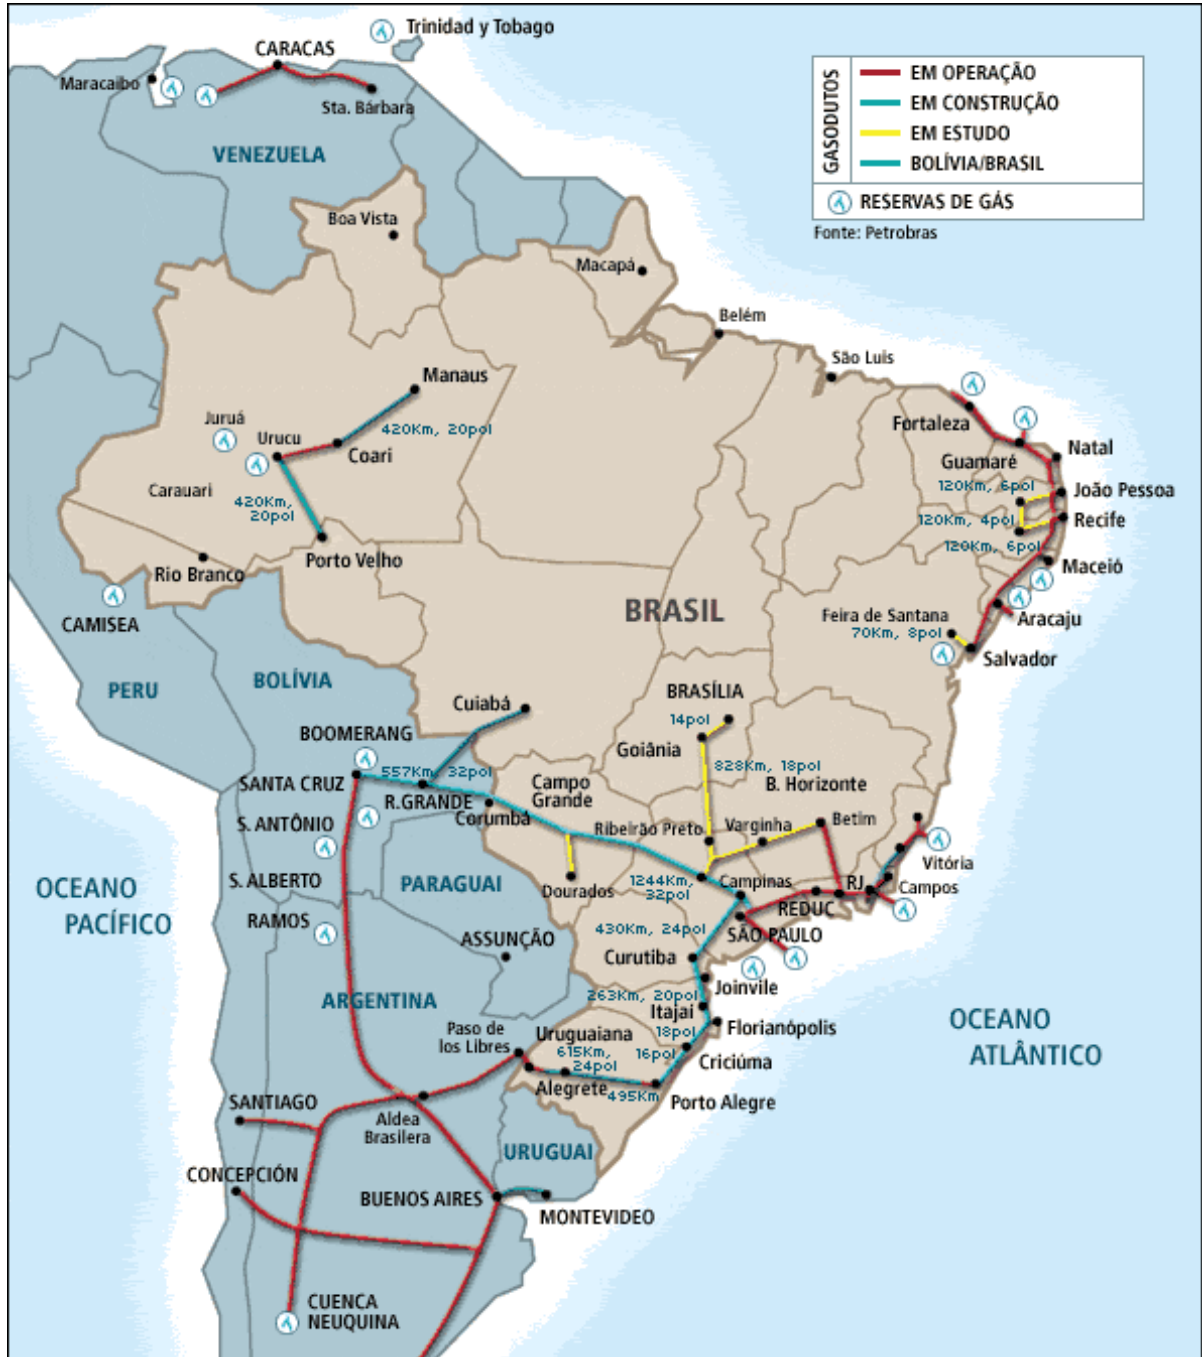 Trinidad y Tobago
CARACAS
Maracaibo
Sta. Bárbara
VENEZUELA
GASODUTOS
EM OPERAÇÃO
EM CONSTRUÇÃO
EM ESTUDO
BOLÍVIA/BRASIL
RESERVAS DE GÁS
Fonte: Petrobras
Boa Vista
Macapá
Belém
São Luis
Manaus
420Km, 20pol
Juruá
Urucu
Coari
Carauari
420Km,
20pol
Porto Velho
Rio Branco
Fortaleza
Guamaré
Natal
120Km, 6pol
João Pessoa
120Km, 4pol
Recife
120Km, 6pol
Maceió
CAMISEA
BRASIL
Feira de Santana
70Km, 8pol
Aracaju
Salvador
PERU
BOLÍVIA
Cuiabá
BRASÍLIA
14pol
Goiânia
BOOMERANG
557Km, 32pol
828Km, 18pol
SANTA CRUZ
R.GRANDE
Corumbá
Campo
Grande
B. Horizonte
S. ANTÔNIO
Ribeirão Preto
Varginha
Betim
Vitória
S. ALBERTO
PARAGUAI
Dourados
1244Km,
32pol
Campinas
RJ
Campos
OCEANO
PACÍFICO
RAMOS
REDUC
430Km, 24pol
SÃO PAULO
ASSUNÇÃO
Curutiba
Joinvile
ARGENTINA
263Km, 20pol
Itajaí
18pol
Florianópolis
OCEANO
ATLÂNTICO
Paso de
los Libres
Uruguaiana
615Km,
24pol
16pol
Criciúma
Alegrete
495Km
Porto Alegre
SANTIAGO
Aldea
Brasilera
URUGUAI
CONCEPCIÓN
BUENOS AIRES
MONTEVIDEO
CUENCA
NEUQUINA